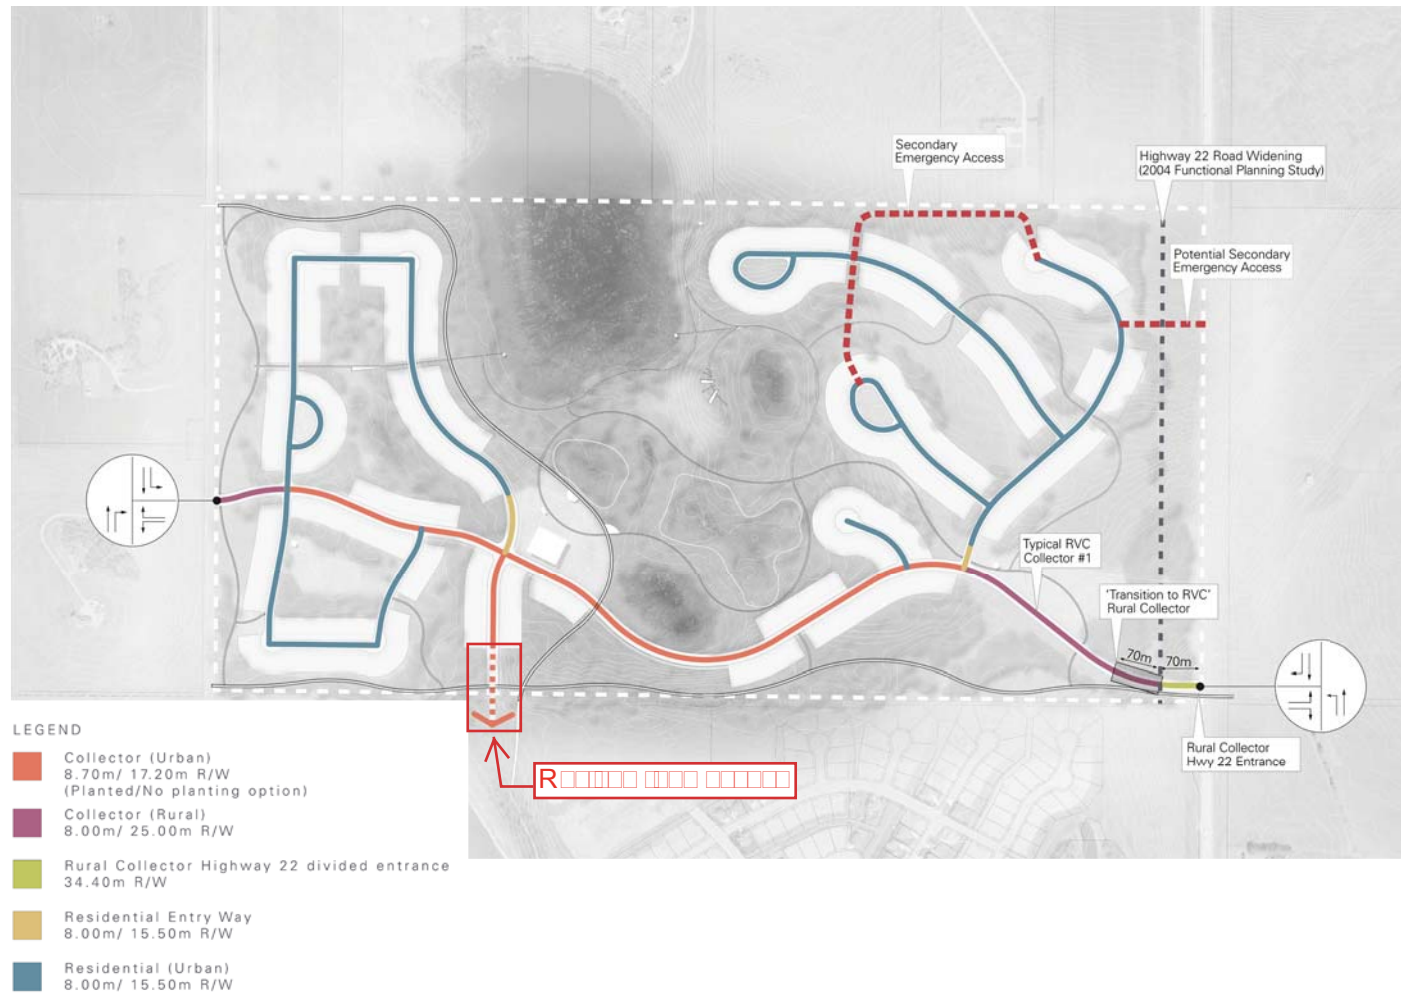 Secondary
Emergency Access
Highway 22 Road Widening
(2004 Functional Planning Study)
Potential Secondary
Emergency Access
Typical RVC
Collector #1
'Transition to RVC'
Rural Collector
70m
70m
Rural Collector
Hwy 22 Entrance
LEGEND
Collector (Urban)
8.70m/ 17.20m R/W
(Planted/No planting option)
Collector (Rural)
8.00m/ 25.00m R/W
Rural Collector Highway 22 divided entrance
34.40m R/W
Residential Entry Way
8.00m/ 15.50m R/W
Residential (Urban)
8.00m/ 15.50m R/W